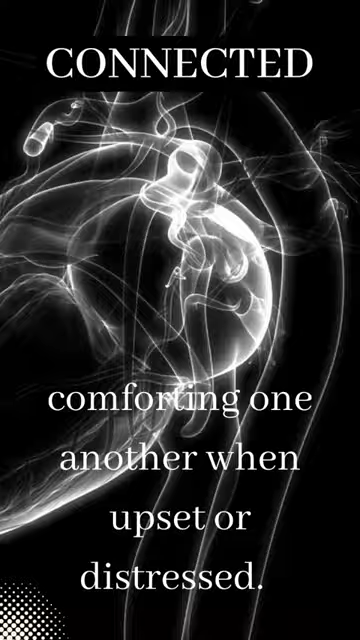 CONNECTED
comforting one
another when
upset or
distressed.